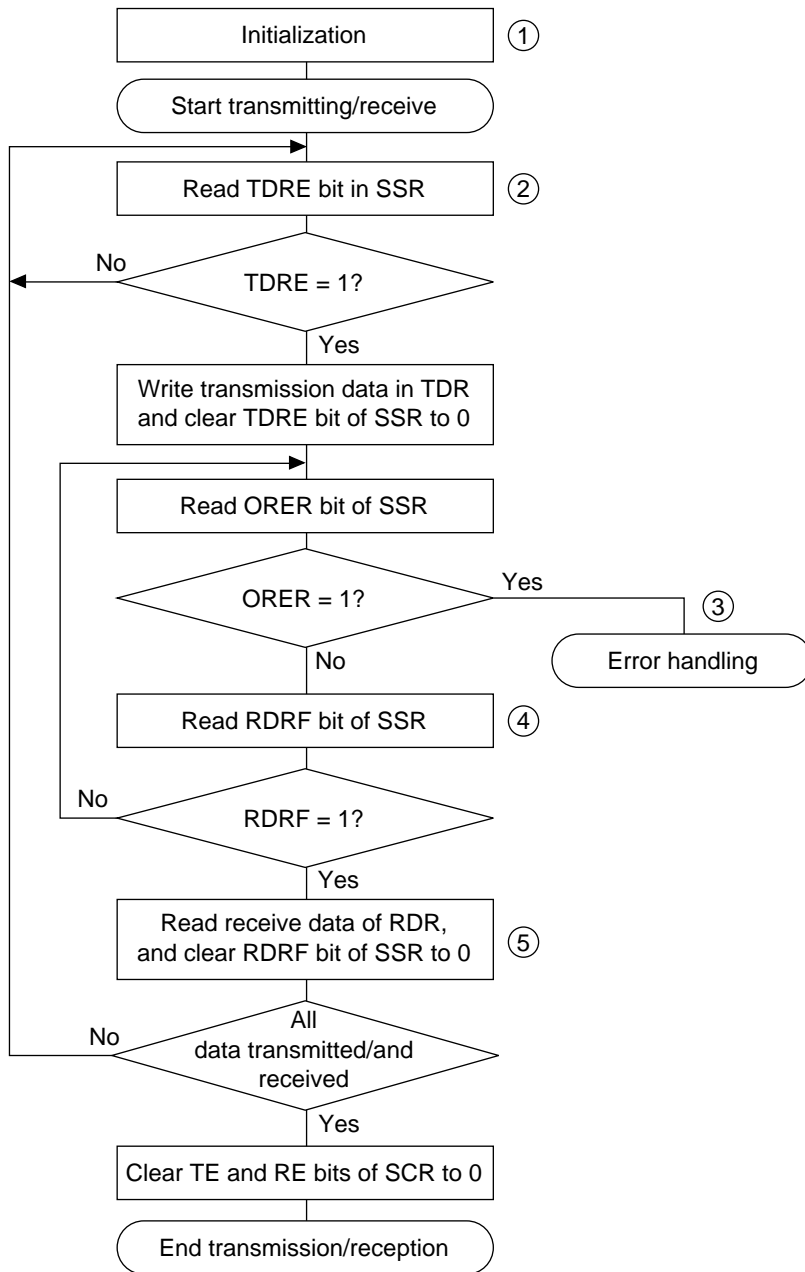 Initialization
①
Start transmitting/receive
Read TDRE bit in SSR
②
No
TDRE = 1?
Yes
Write transmission data in TDR
and clear TDRE bit of SSR to 0
Read ORER bit of SSR
Yes
ORER = 1?
③
No
Error handling
Read RDRF bit of SSR
④
No
RDRF = 1?
Yes
Read receive data of RDR,
and clear RDRF bit of SSR to 0
⑤
All
No
data transmitted/and
received
Yes
Clear TE and RE bits of SCR to 0
End transmission/reception